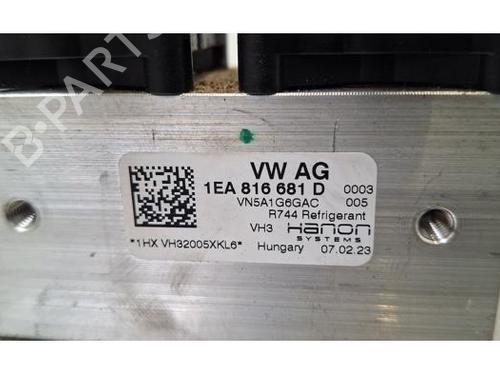 B-PARTS
VW AG
1EA 816 681 D 0003
VN5A1G6GAC 005
R744 Refrigerant
VH3 Hanon
SYSTEMS
*1HX VH32005XKL6* Hungary 07.02.23